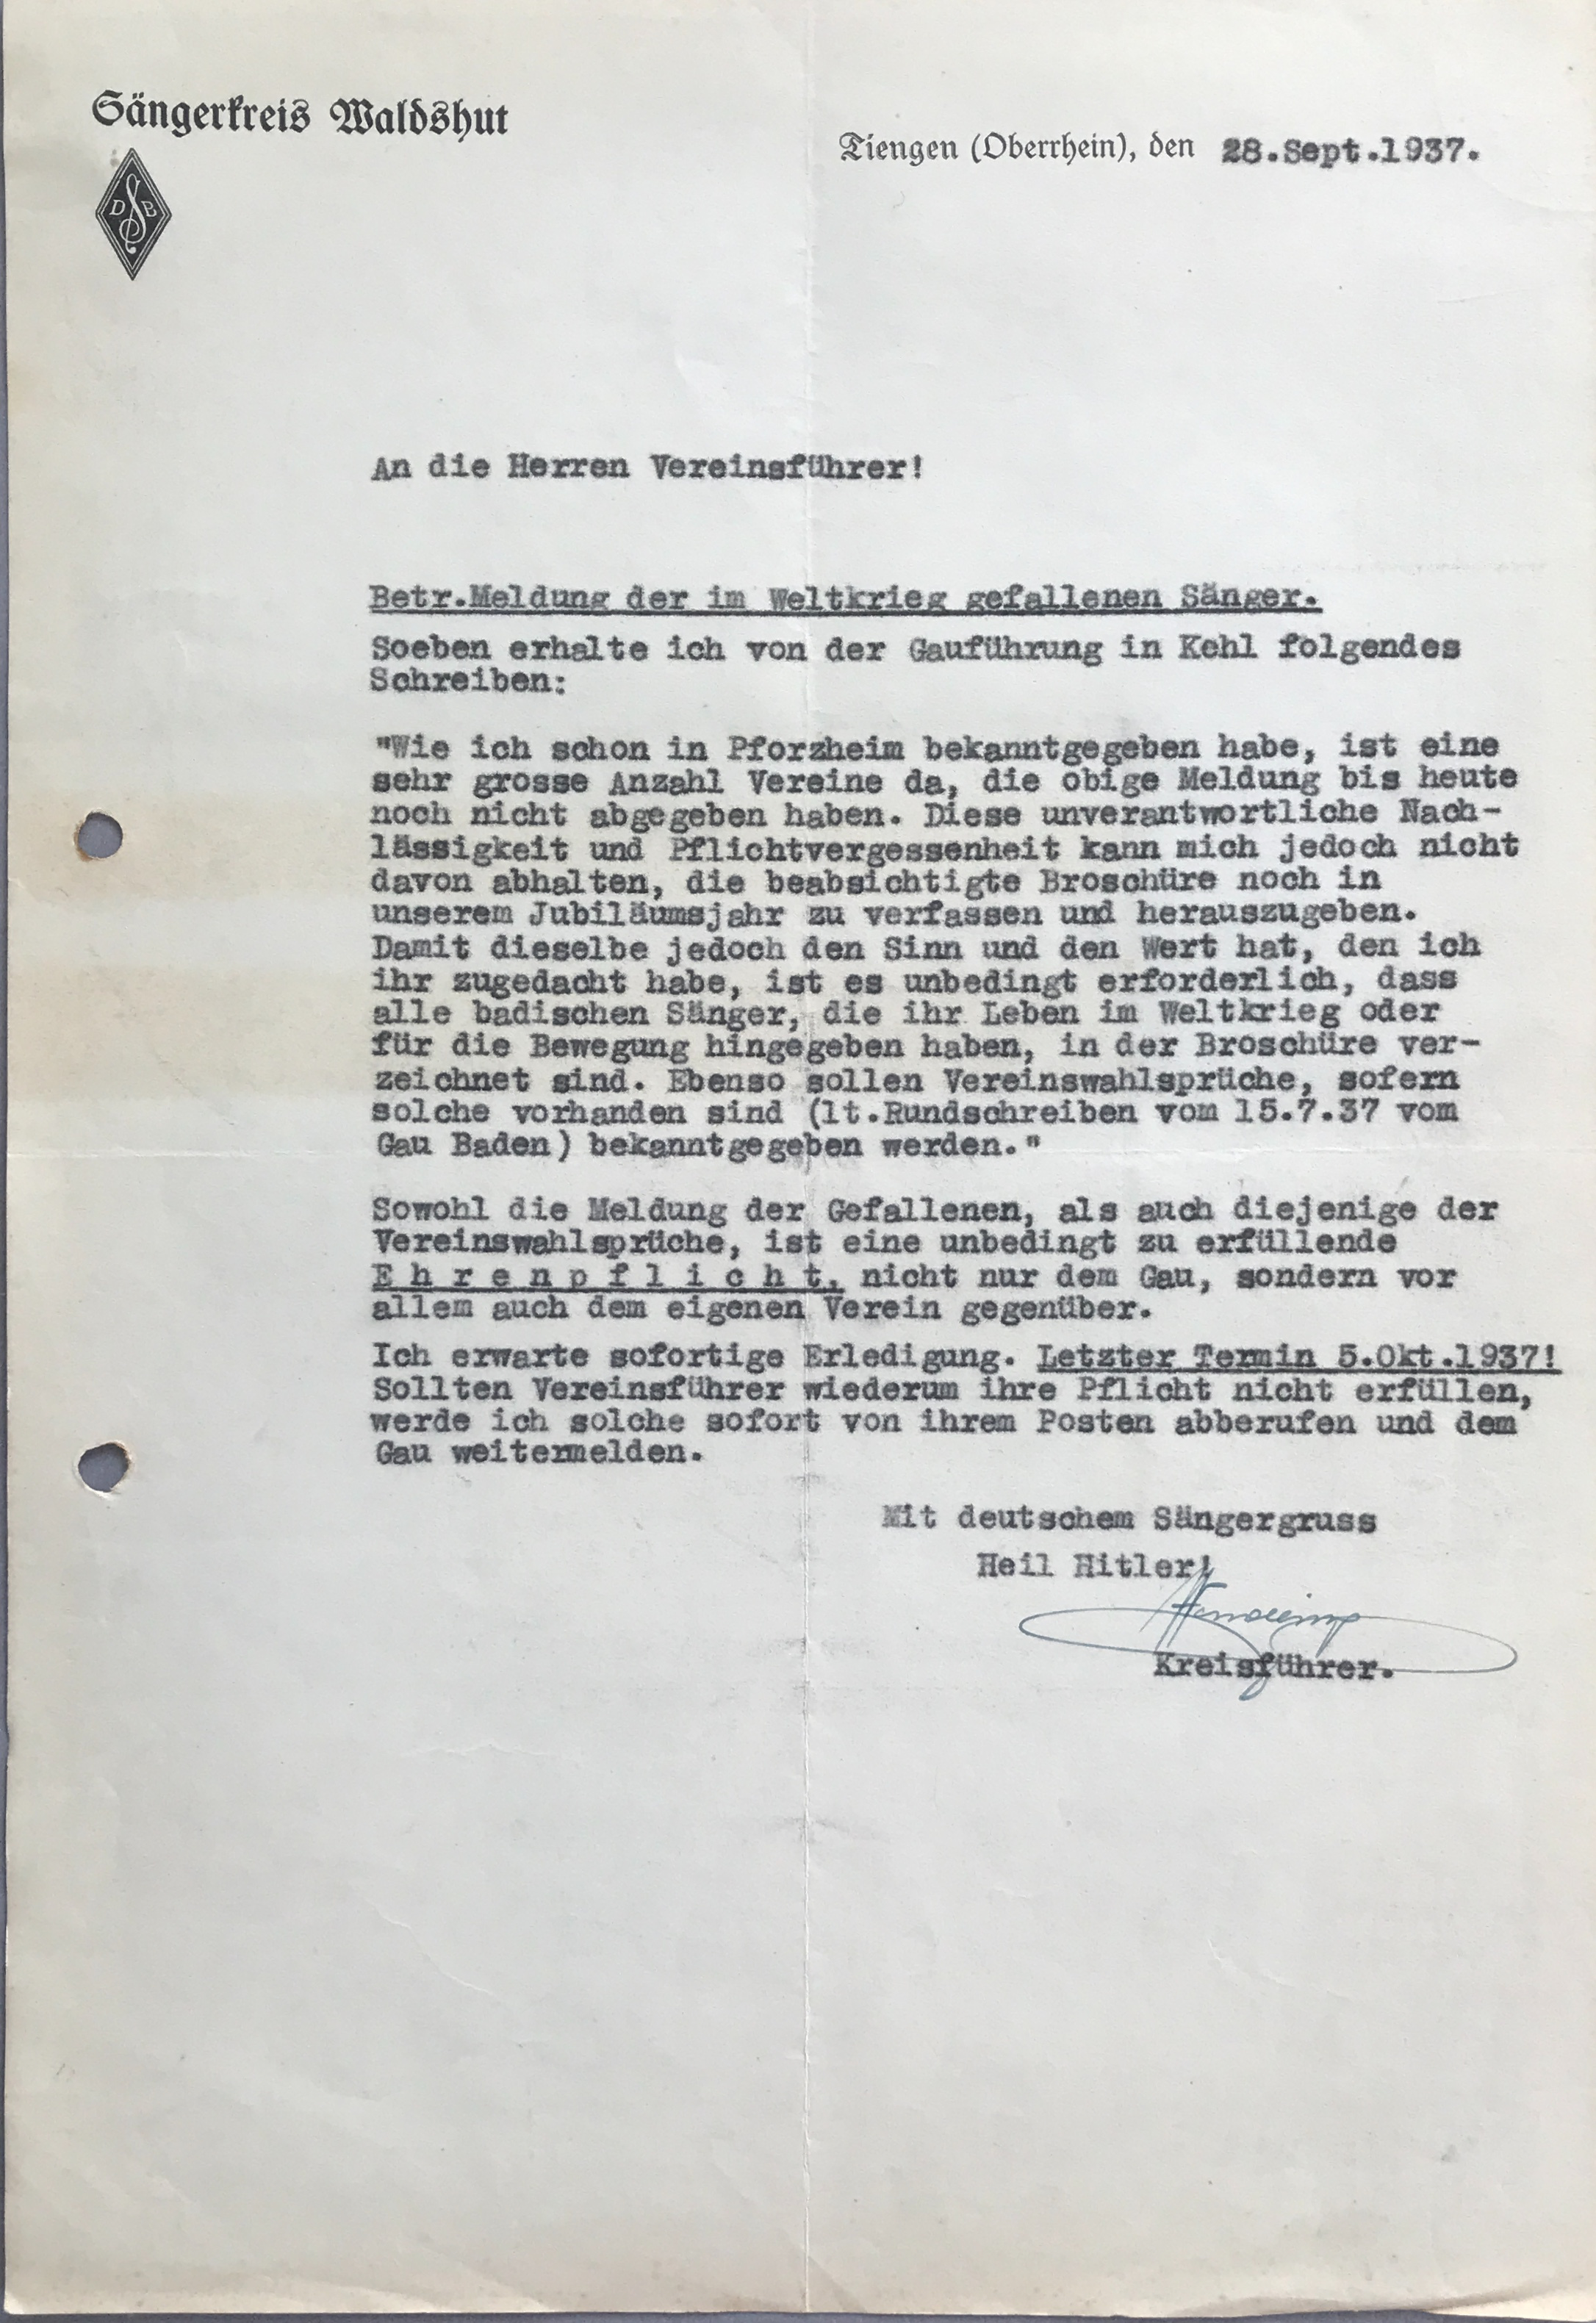 Sängerkreis Waldshut
Tiengen (Oberrhein), den 28.Sept.1937.
D S B
An die Herren Vereinsführer!
Betr.Meldung der im Weltkrieg gefallenen Sänger.
Soeben erhalte ich von der Gauführung in Kehl folgendes
Schreiben:
"Wie ich schon in Pforzheim bekanntgegeben habe, ist eine
sehr grosse Anzahl Vereine da, die obige Meldung bis heute
noch nicht abgegeben haben. Diese unverantwortliche Nach-
lässigkeit und Pflichtvergessenheit kann mich jedoch nicht
davon abhalten, die beabsichtigte Broschüre noch in
unserem Jubiläumsjahr zu verfassen und herauszugeben.
Damit dieselbe jedoch den Sinn und den Wert hat, den ich
ihr zugedacht habe, ist es unbedingt erforderlich, dass
alle badischen Sänger, die ihr Leben im Weltkrieg oder
für die Bewegung hingegeben haben, in der Broschüre ver-
zeichnet sind. Ebenso sollen Vereinswahlsprüche, sofern
solche vorhanden sind (lt.Rundschreiben vom 15.7.37 vom
Gau Baden) bekanntgegeben werden."
Sowohl die Meldung der Gefallenen, als auch diejenige der
Vereinswahlsprüche, ist eine unbedingt zu erfüllende
E h r e n p f l i c h t, nicht nur dem Gau, sondern vor
allem auch dem eigenen Verein gegenüber.
Ich erwarte sofortige Erledigung. Letzter Termin 5.Okt.1937!
Sollten Vereinsführer wiederum ihre Pflicht nicht erfüllen,
werde ich solche sofort von ihrem Posten abberufen und dem
Gau weitermelden.
Mit deutschem Sängergruss
Heil Hitler!
Kreisführer.